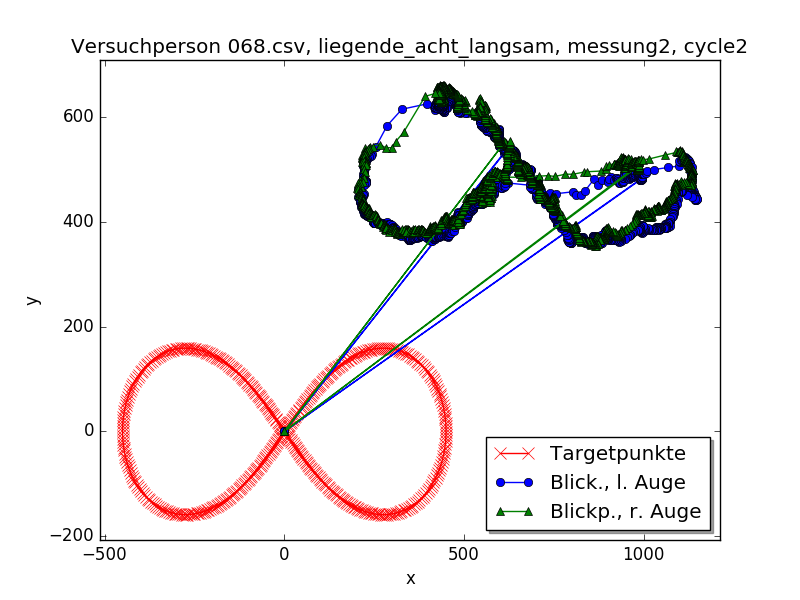 Versuchperson 068.csv, liegende_acht_langsam, messung2, cycle2
600
400
y
200
0
−200
−500
0
500
1000
x
Targetpunkte
Blick., l. Auge
Blickp., r. Auge